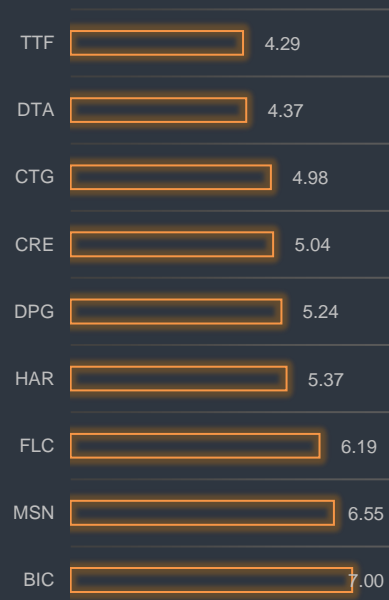 TTF 4.29
DTA 4.37
CTG 4.98
CRE 5.04
DPG 5.24
HAR 5.37
FLC 6.19
MSN 6.55
BIC 7.00